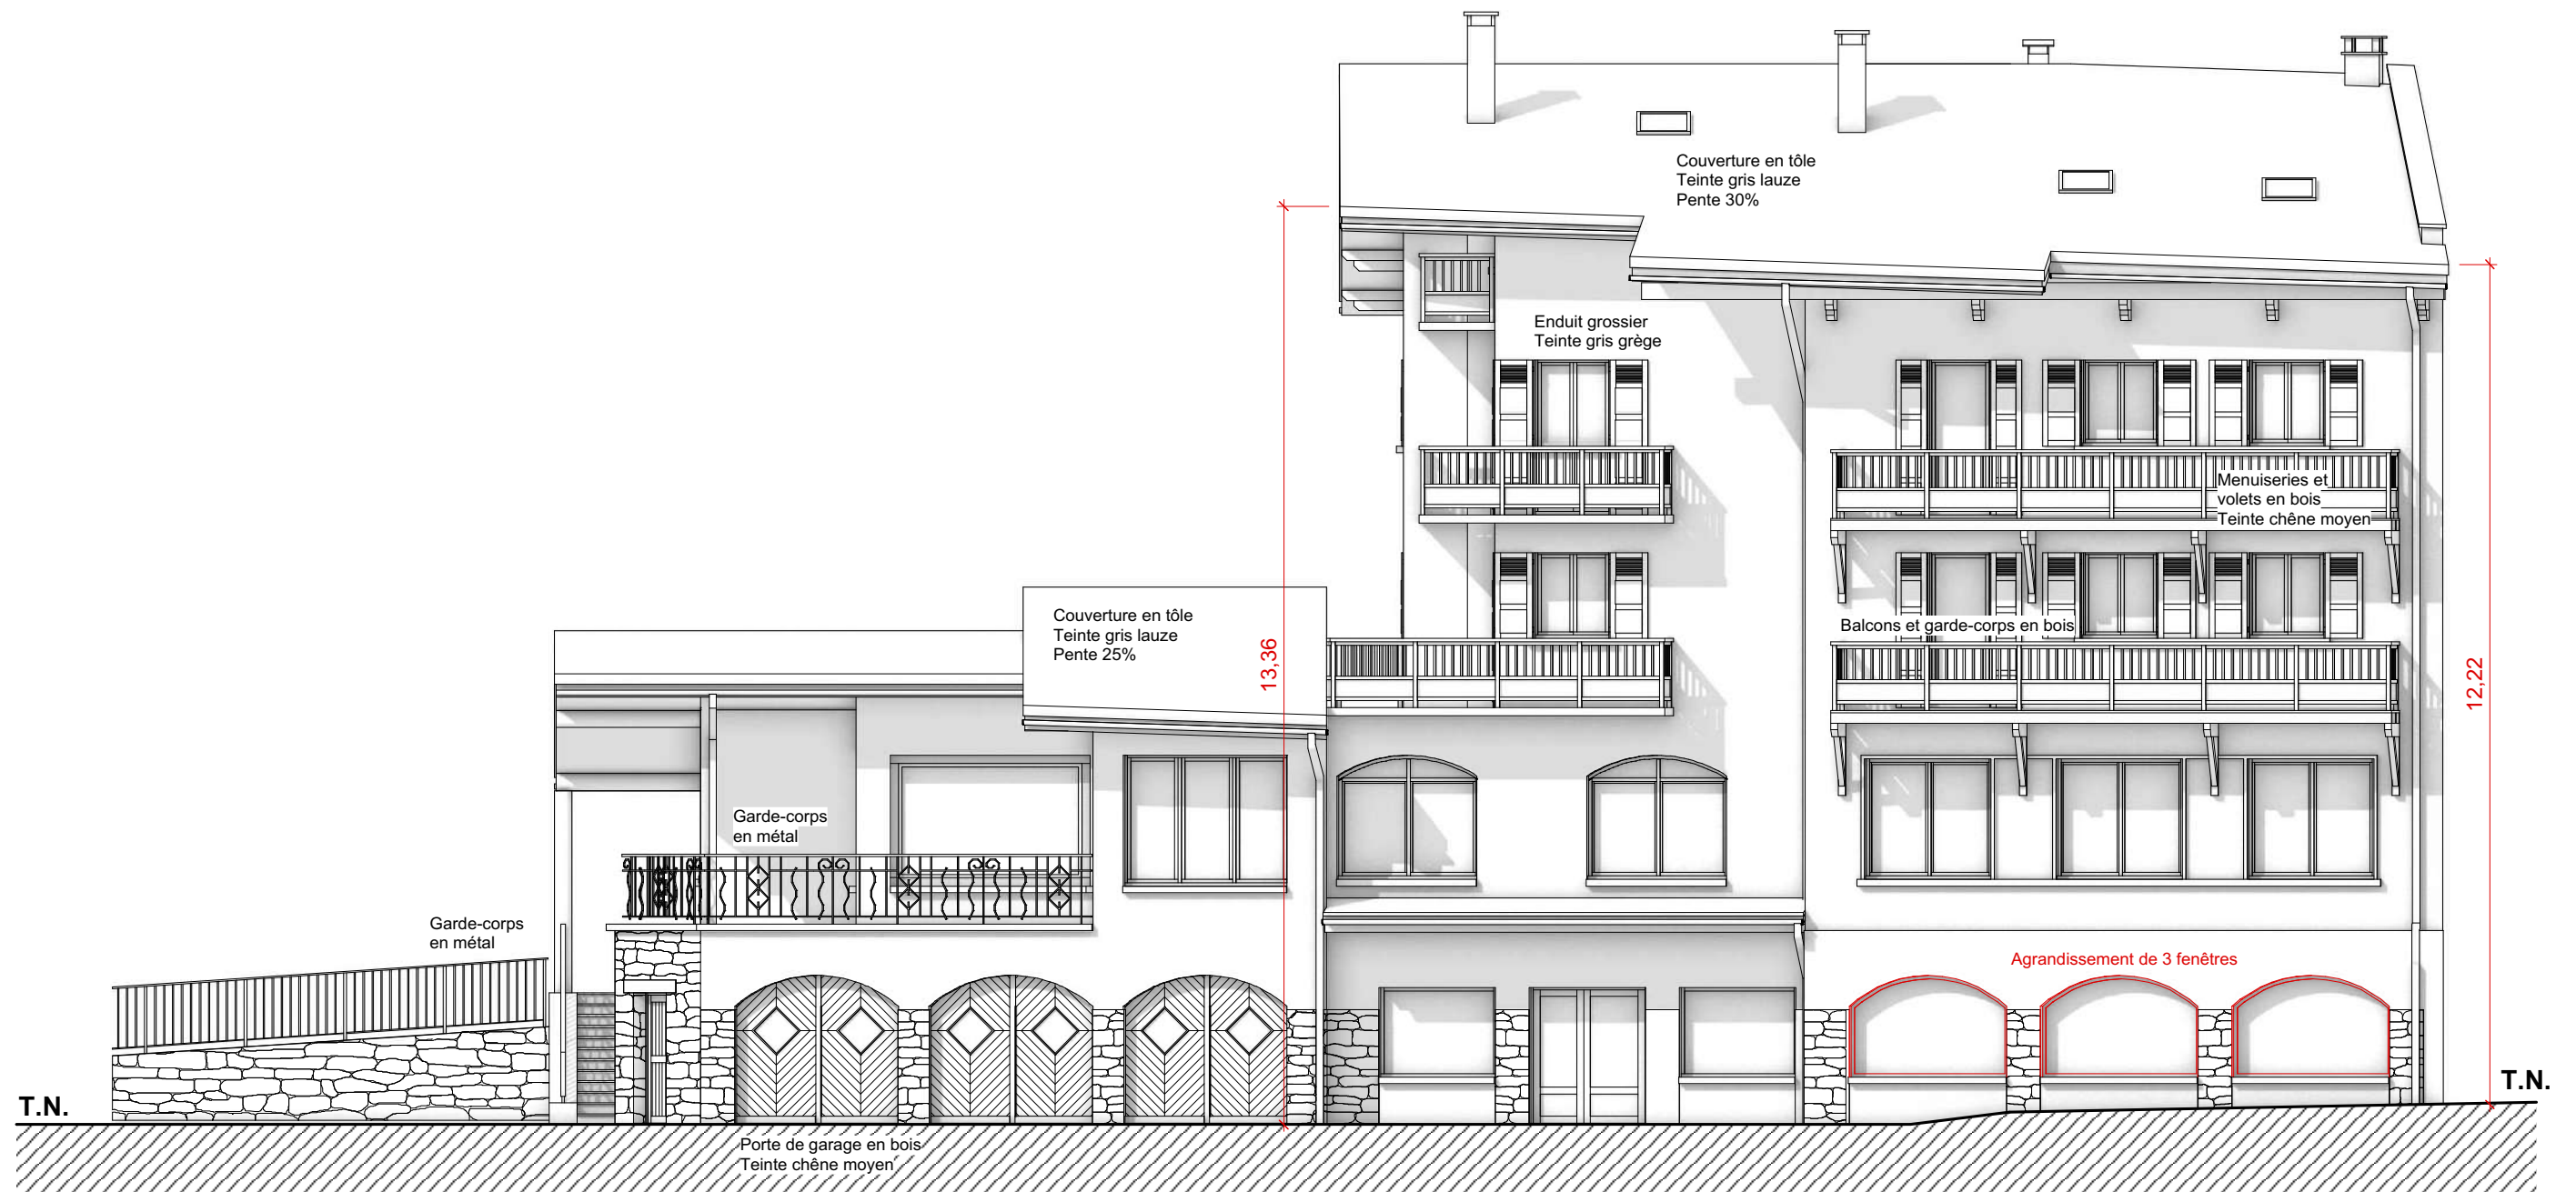 Couverture en tôle
Teinte gris lauze
Pente 30%
Enduit grossier
Teinte gris grège
Menuiseries et
volets en bois
Teinte chêne moyen
Couverture en tôle
Teinte gris lauze
Pente 25%
13,36
Balcons et garde-corps en bois
12,22
Garde-corps
en métal
Garde-corps
en métal
Agrandissement de 3 fenêtres
T.N.
T.N.
Porte de garage en bois
Teinte chêne moyen